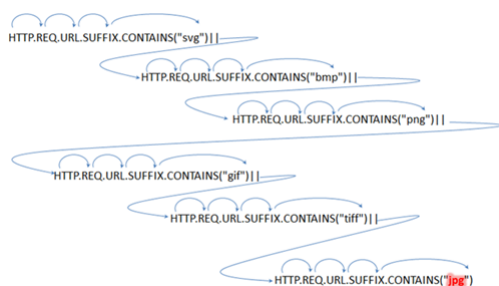 HTTP.REQ.URL.SUFFIX.CONTAINS("svg")||
HTTP.REQ.URL.SUFFIX.CONTAINS("bmp")||
HTTP.REQ.URL.SUFFIX.CONTAINS("png")||
HTTP.REQ.URL.SUFFIX.CONTAINS("gif")||
HTTP.REQ.URL.SUFFIX.CONTAINS("tiff")||
HTTP.REQ.URL.SUFFIX.CONTAINS("jpg")